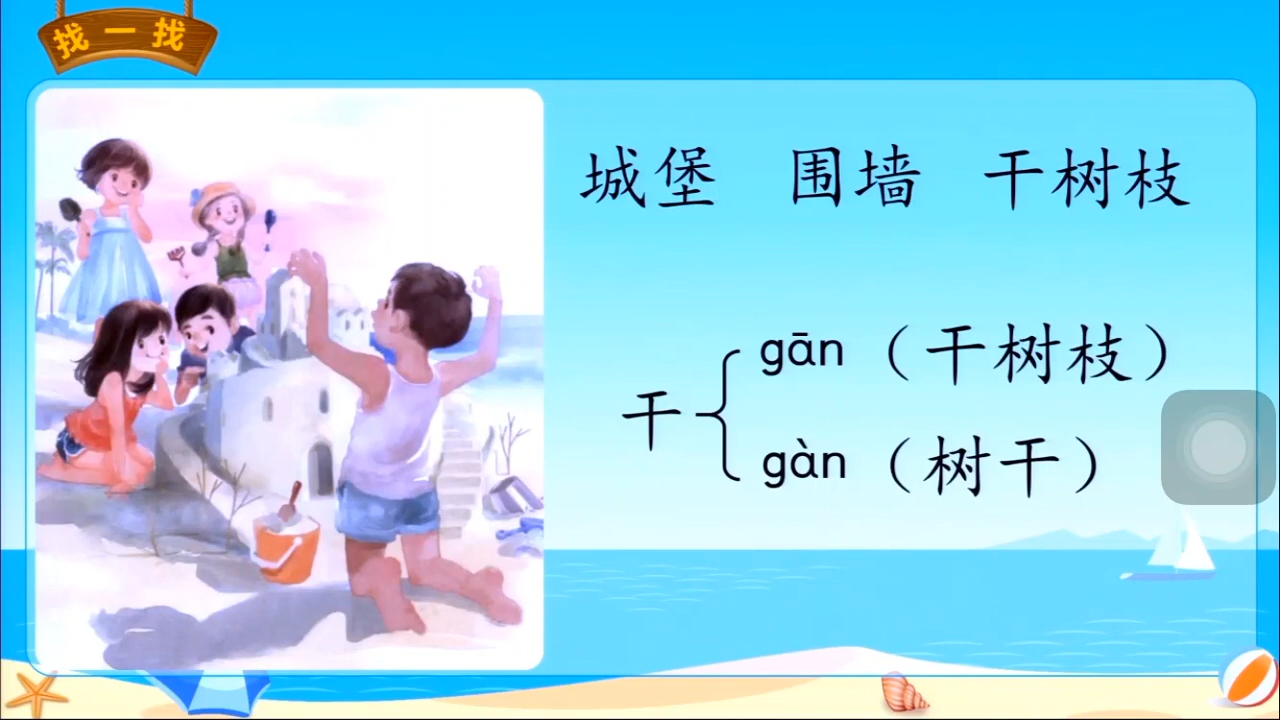 找一找
城堡 围墙 干树枝
gān（干树枝）
干
gàn（树干）